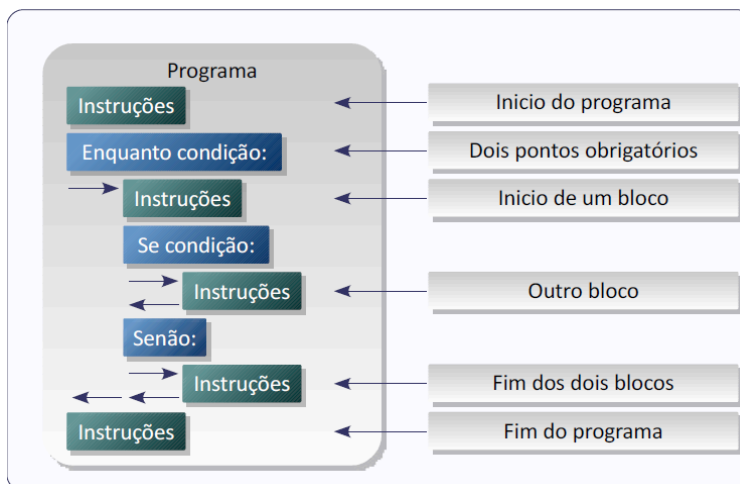 Programa
Instruções
Inicio do programa
Enquanto condição:
Dois pontos obrigatórios
Instruções
Inicio de um bloco
Se condição:
Instruções
Outro bloco
Senão:
Instruções
Fim dos dois blocos
Instruções
Fim do programa